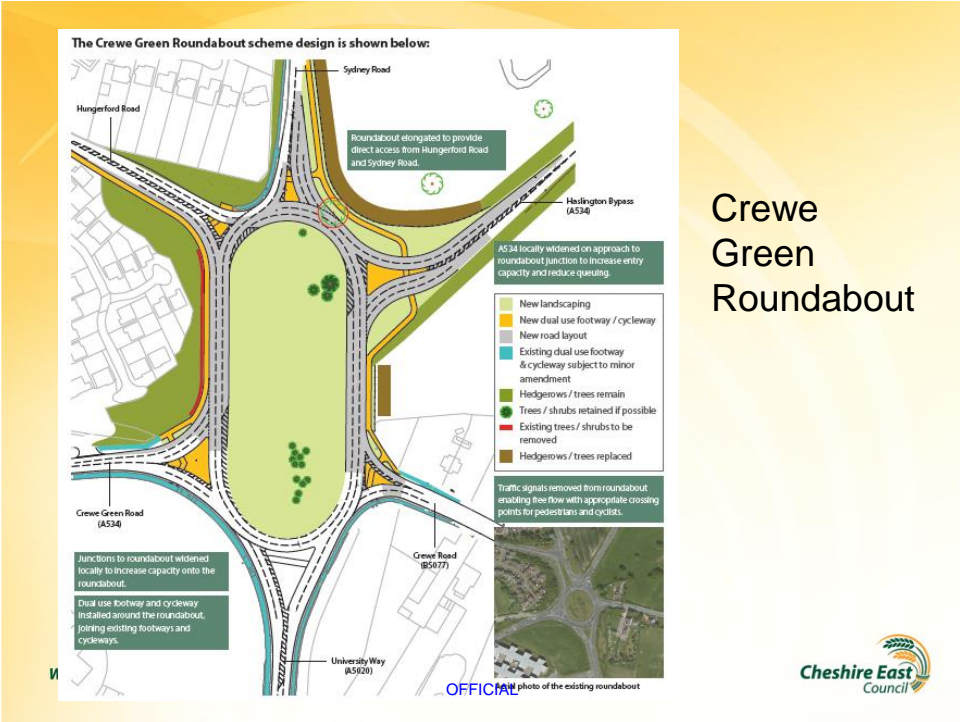 The Crewe Green Roundabout scheme design is shown below:
Sydney Road
Hungerford Road
Roundabout elongated to provide
direct access from Hungerford Road
and Sydney Road.
Haslington Bypass
(A534)
Crewe
Green
Roundabout
A534 locally widened on approach to
roundabout junction to increase entry
capacity and reduce queuing.
New landscaping
New dual use footway / cycleway
New road layout
Existing dual use footway
& cycleway subject to minor
amendment
Hedgerows / trees remain
Trees / shrubs retained if possible
Existing trees / shrubs to be
removed
Hedgerows / trees replaced
Traffic signals removed from roundabout
enabling free flow with appropriate crossing
points for pedestrians and cyclists.
Crewe Green Road
(A534)
Crewe Road
(B5077)
Junctions to roundabout widened
locally to increase capacity onto the
roundabout.
Dual use footway and cycleway
installed around the roundabout,
joining existing footways and
cycleways.
University Way
(A5020)
photo of the existing roundabout
OFFICIAL
W
Cheshire East
Council